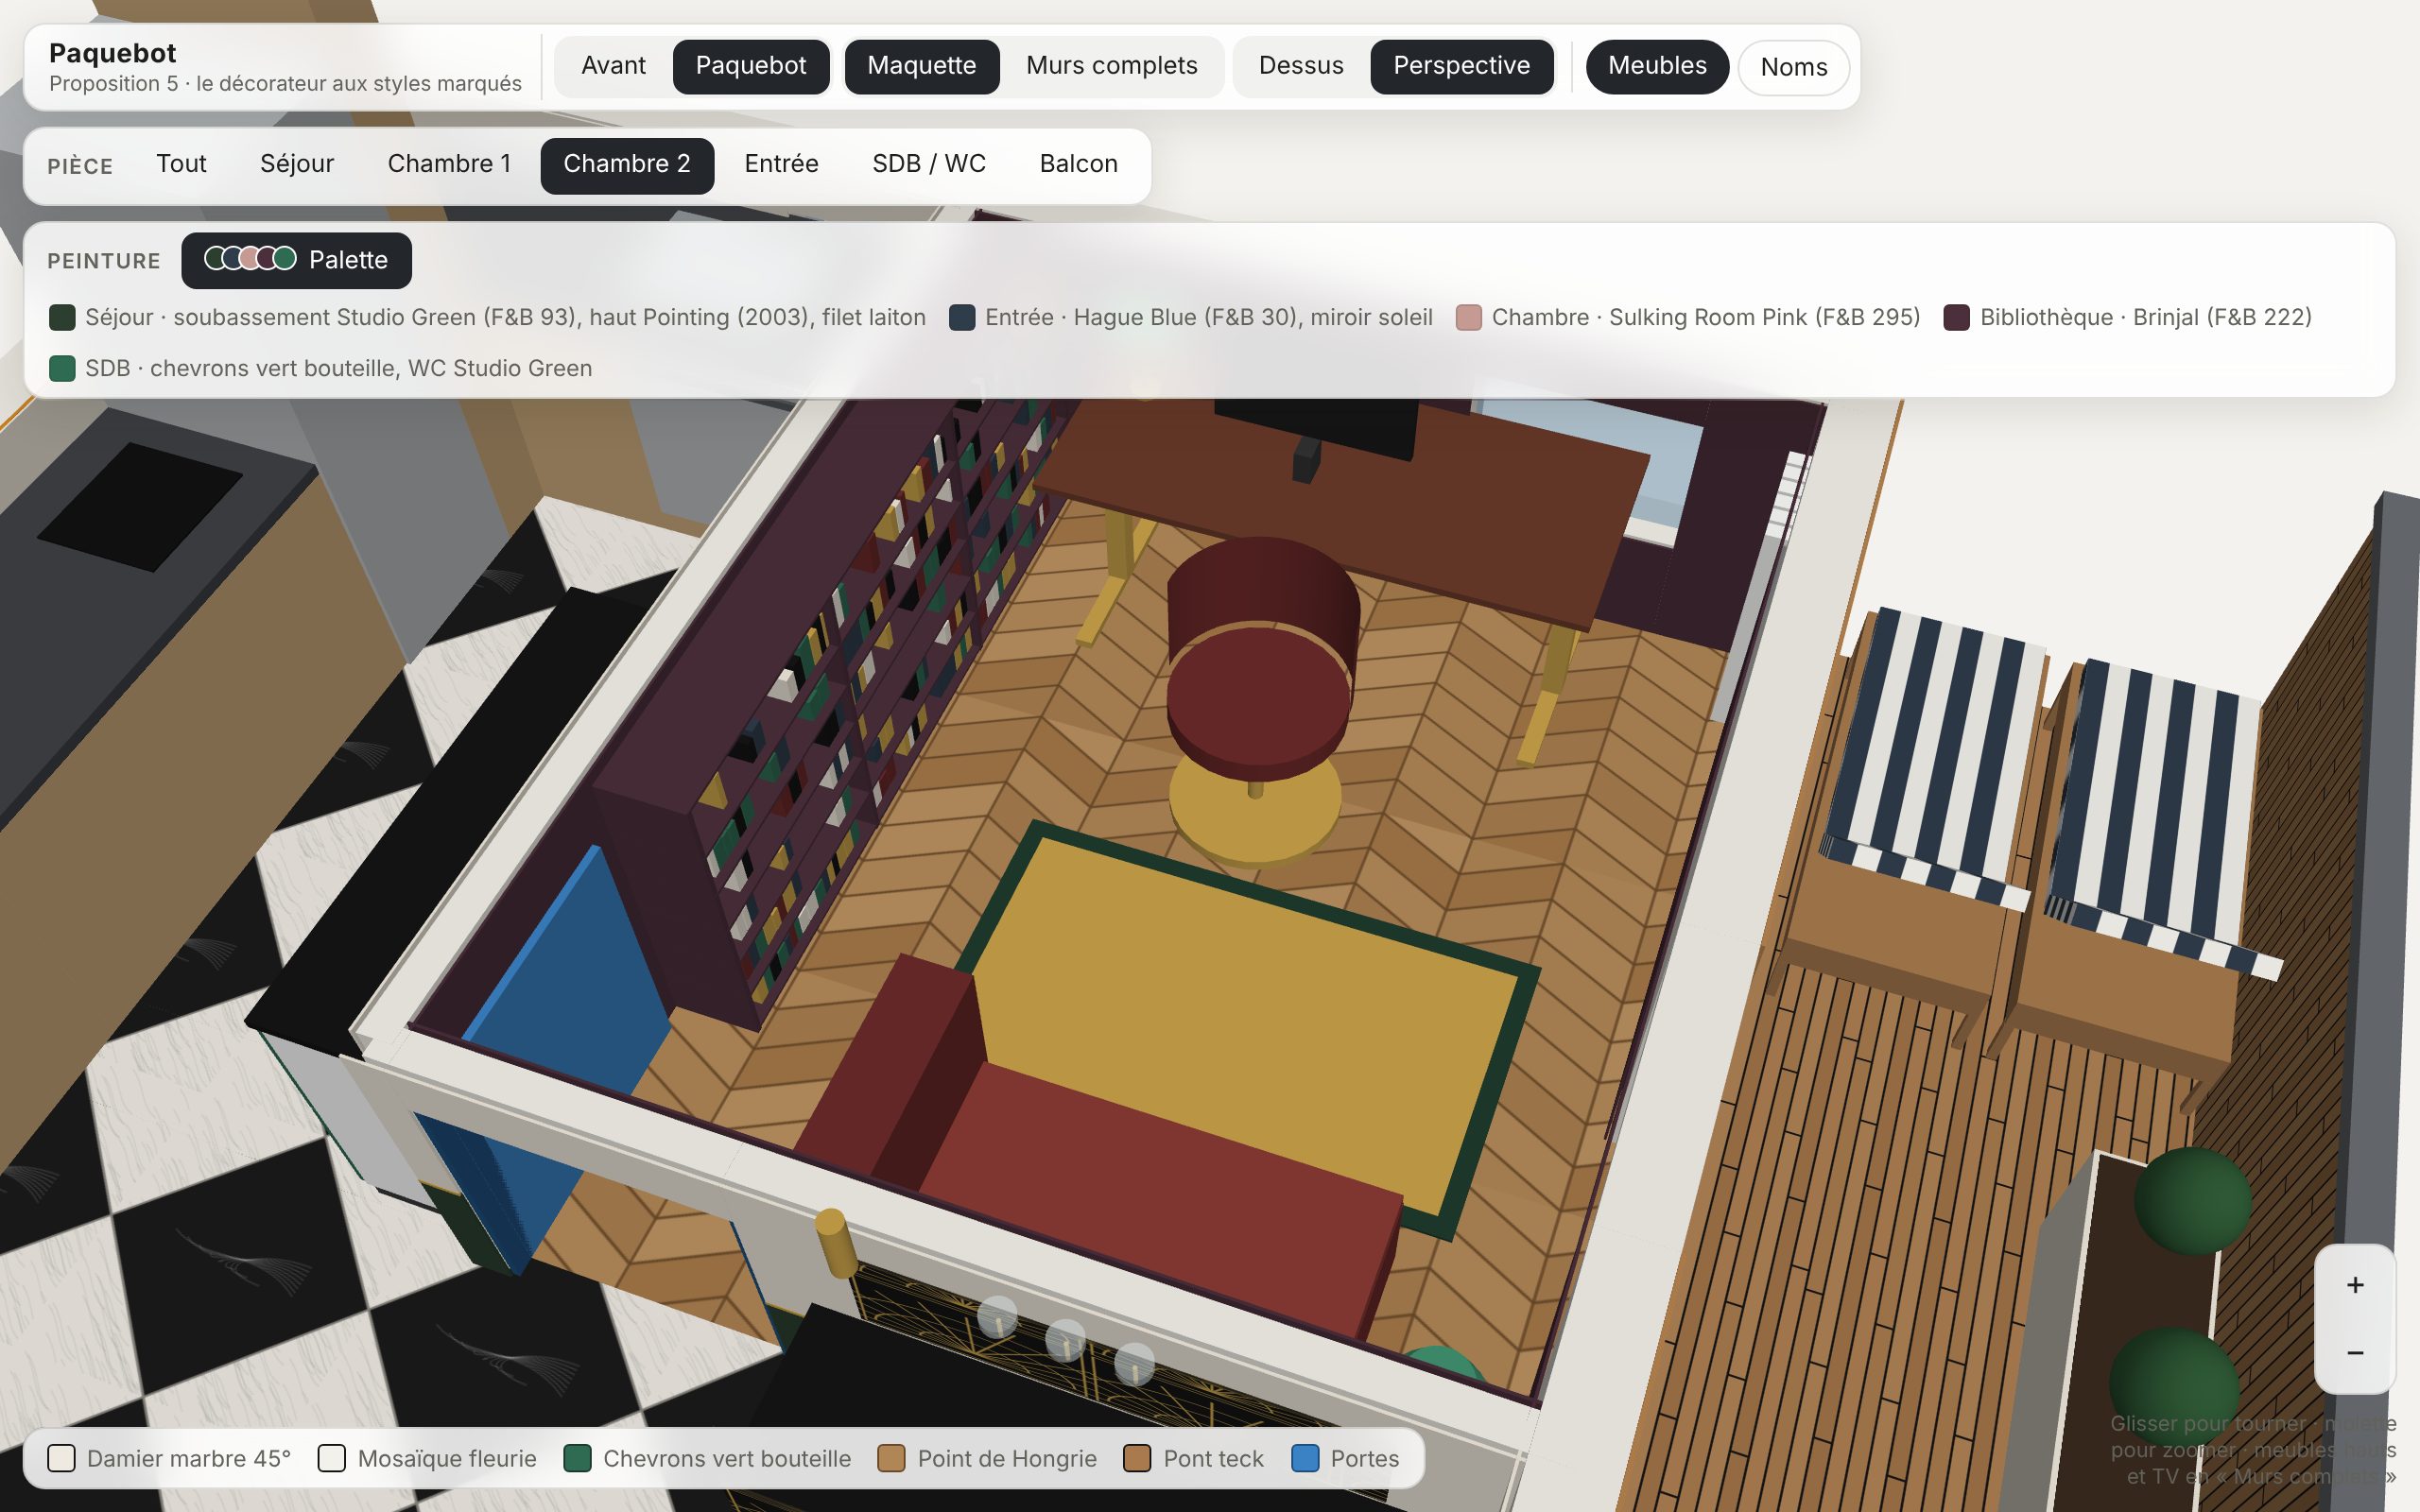 Paquebot
Proposition 5 · le décorateur aux styles marqués
Avant Paquebot Maquette Murs complets Dessus Perspective Meubles Noms
PIÈCE Tout Séjour Chambre 1 Chambre 2 Entrée SDB / WC Balcon
PEINTURE Palette
Séjour · soubassement Studio Green (F&B 93), haut Pointing (2003), filet laiton Entrée · Hague Blue (F&B 30), miroir soleil Chambre · Sulking Room Pink (F&B 295) Bibliothèque · Brinjal (F&B 222)
SDB · chevrons vert bouteille, WC Studio Green
+
−
Glisser pour tourner · molette
pour zoomer · meubles hauts
et TV en « Murs complets »
Damier marbre 45° Mosaïque fleurie Chevrons vert bouteille Point de Hongrie Pont teck Portes